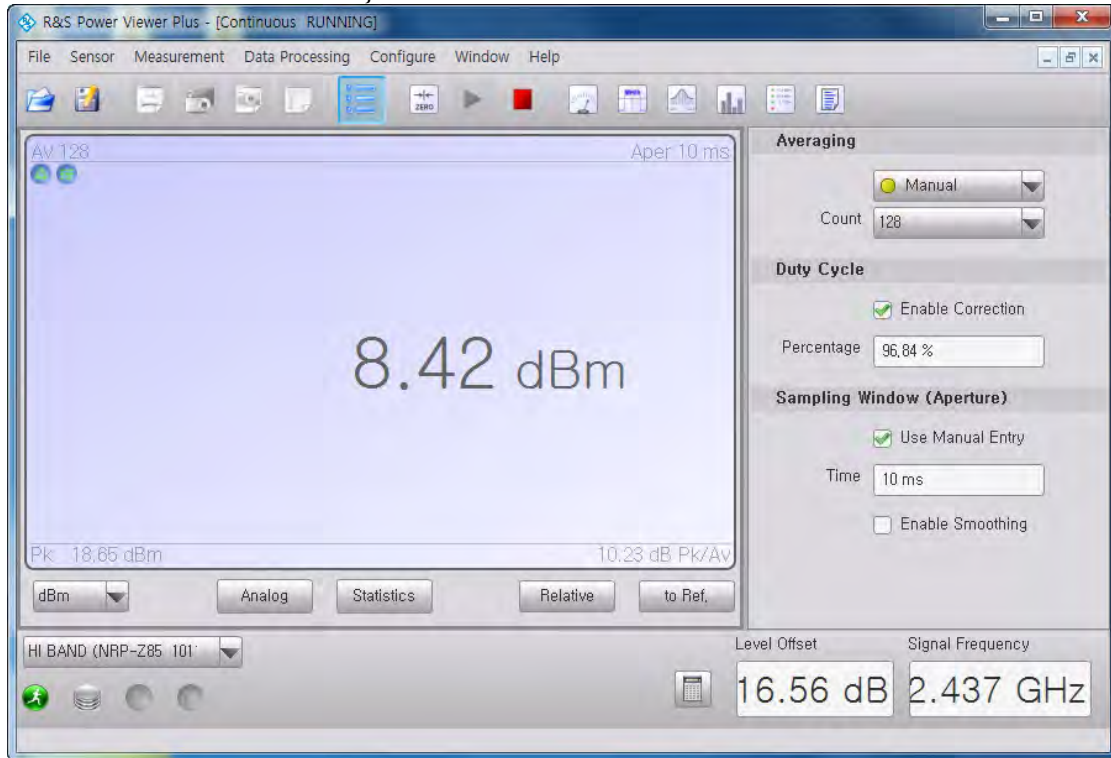 R&S Power Viewer Plus - [Continuous RUNNING]
File Sensor Measurement Data Processing Configure Window Help
ZERO
AV 128 Aper 10 ms
8.42 dBm
Pk 18.65 dBm 10.23 dB Pk/Av
dBm Analog Statistics Relative to Ref.
Averaging
Manual
Count 128
Duty Cycle
Enable Correction
Percentage 96.84 %
Sampling Window (Aperture)
Use Manual Entry
Time 10 ms
Enable Smoothing
HI BAND (NRP-Z85 101
Level Offset Signal Frequency
16.56 dB 2.437 GHz